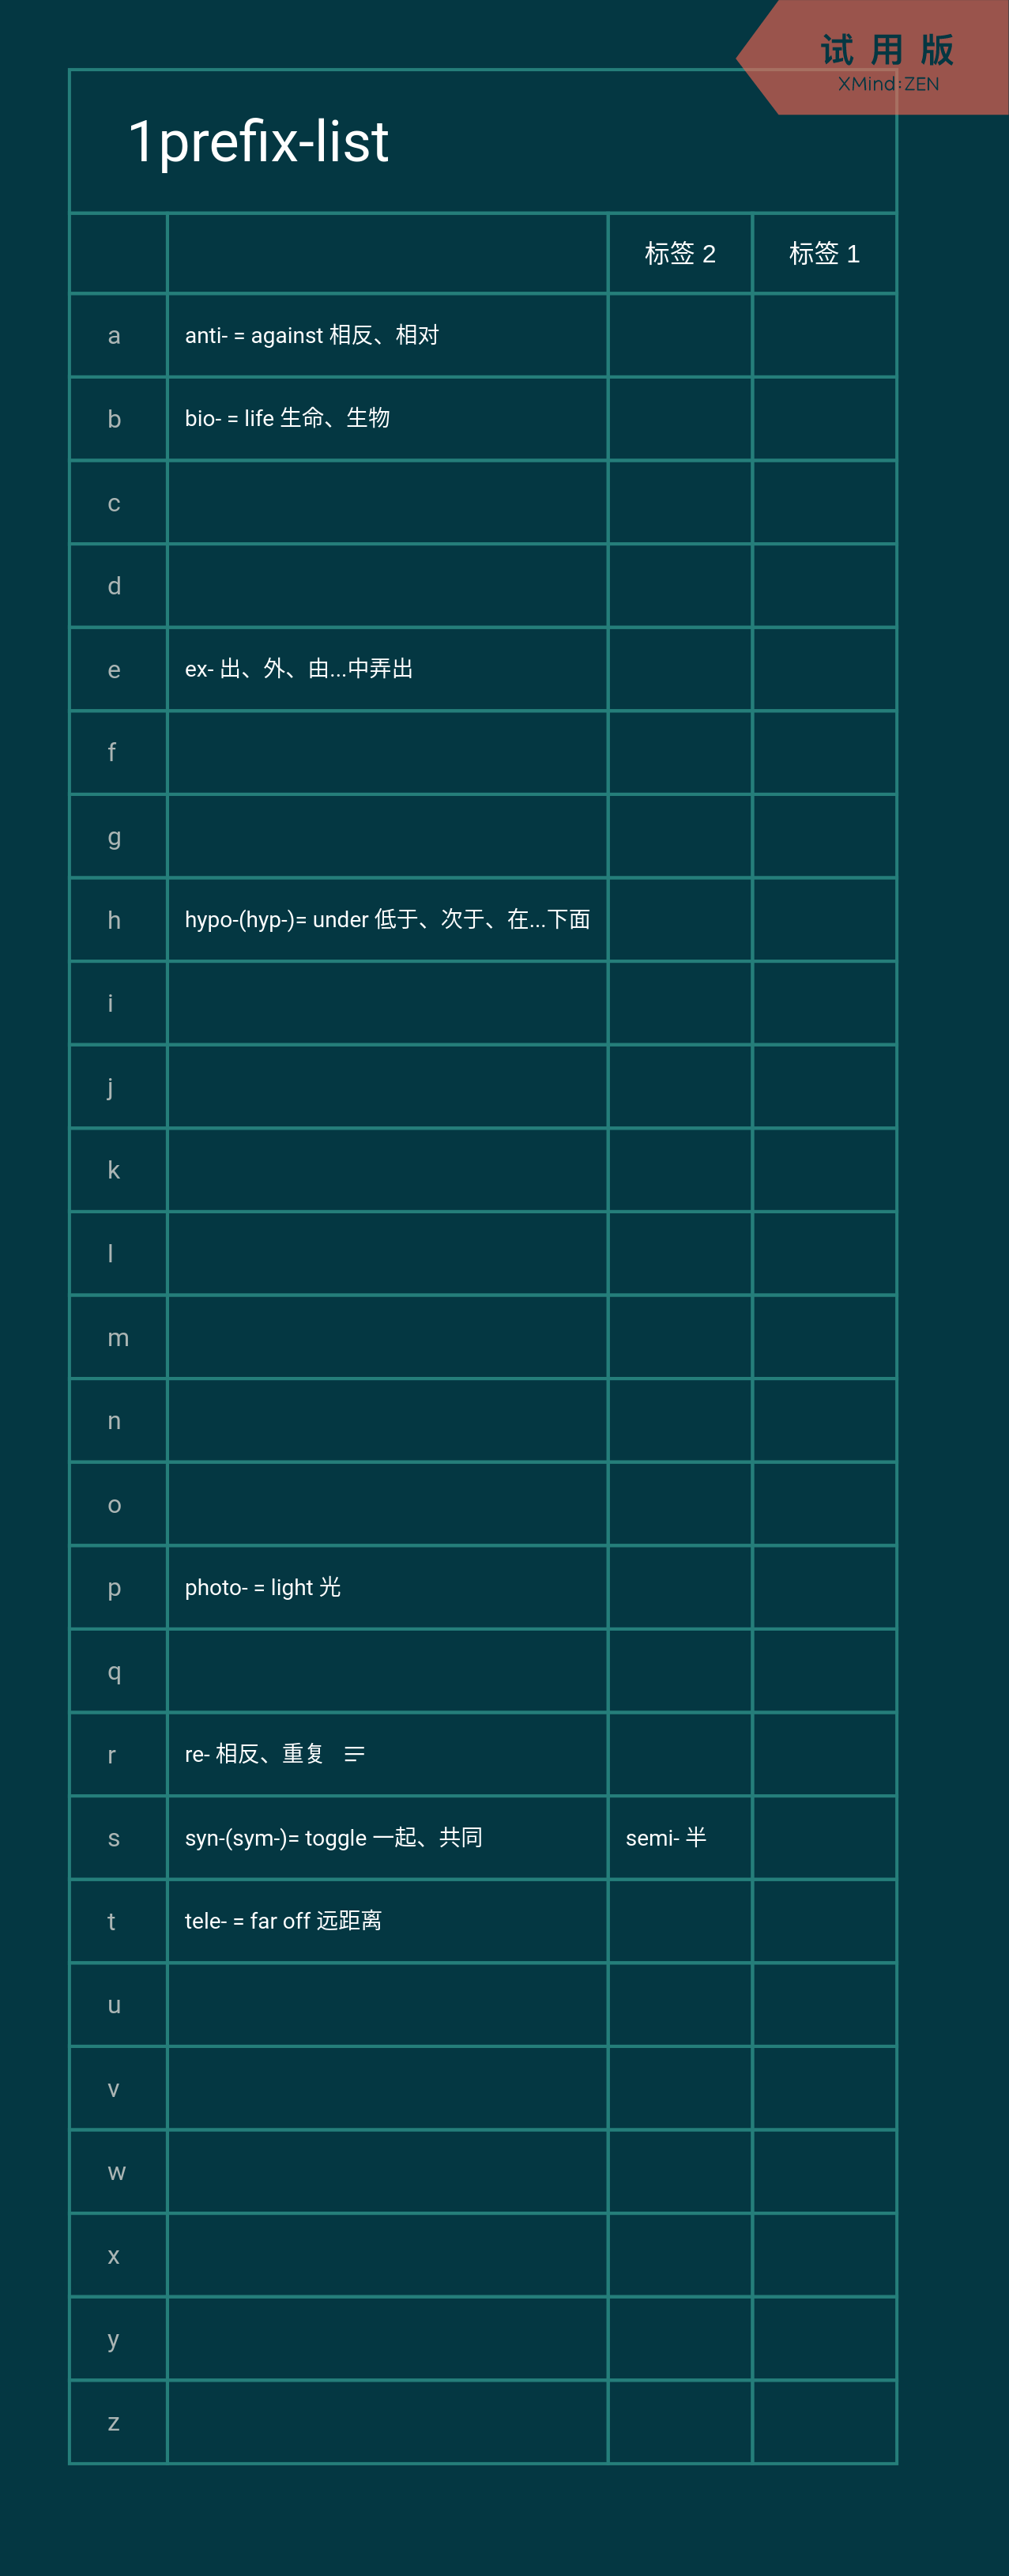 试用版
XMind:ZEN
1prefix-list
标签 2 标签 1
a anti- = against 相反、相对
b bio- = life 生命、生物
c
d
e ex- 出、外、由...中弄出
f
g
h hypo-(hyp-)= under 低于、次于、在...下面
i
j
k
l
m
n
o
p photo- = light 光
q
r re- 相反、重复
s syn-(sym-)= toggle 一起、共同 semi- 半
t tele- = far off 远距离
u
v
w
x
y
z